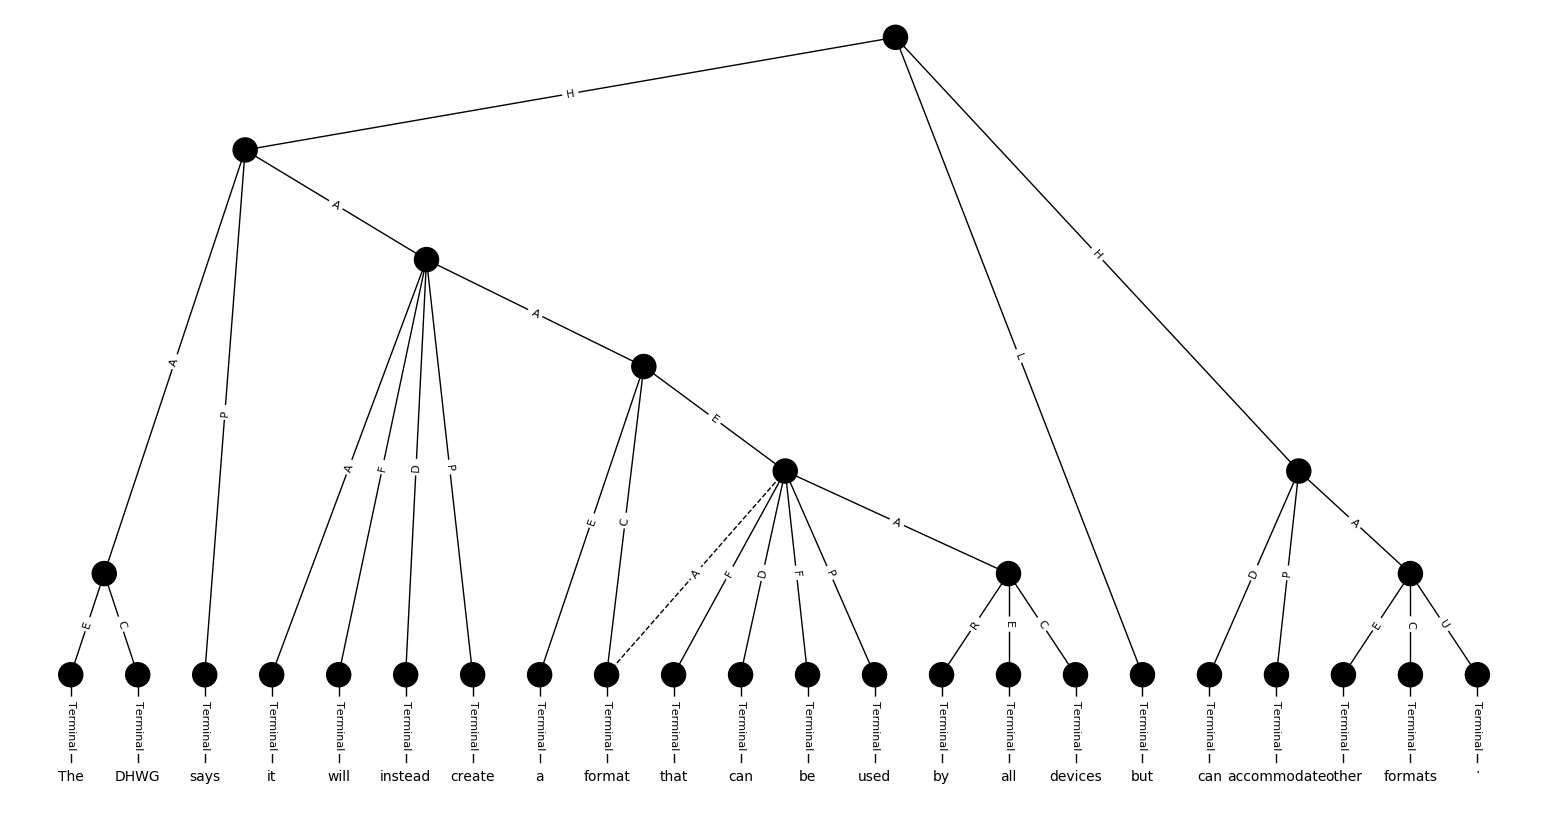 H
A
A
A
H
L
A P A F D P E
E C A F D F P A D P A
E C R E C E C U
Terminal Terminal Terminal Terminal Terminal Terminal Terminal Terminal Terminal Terminal Terminal Terminal Terminal Terminal Terminal Terminal Terminal Terminal Terminal Terminal Terminal Terminal
The DHWG says it will instead create a format that can be used by all devices but can accommodate other formats .